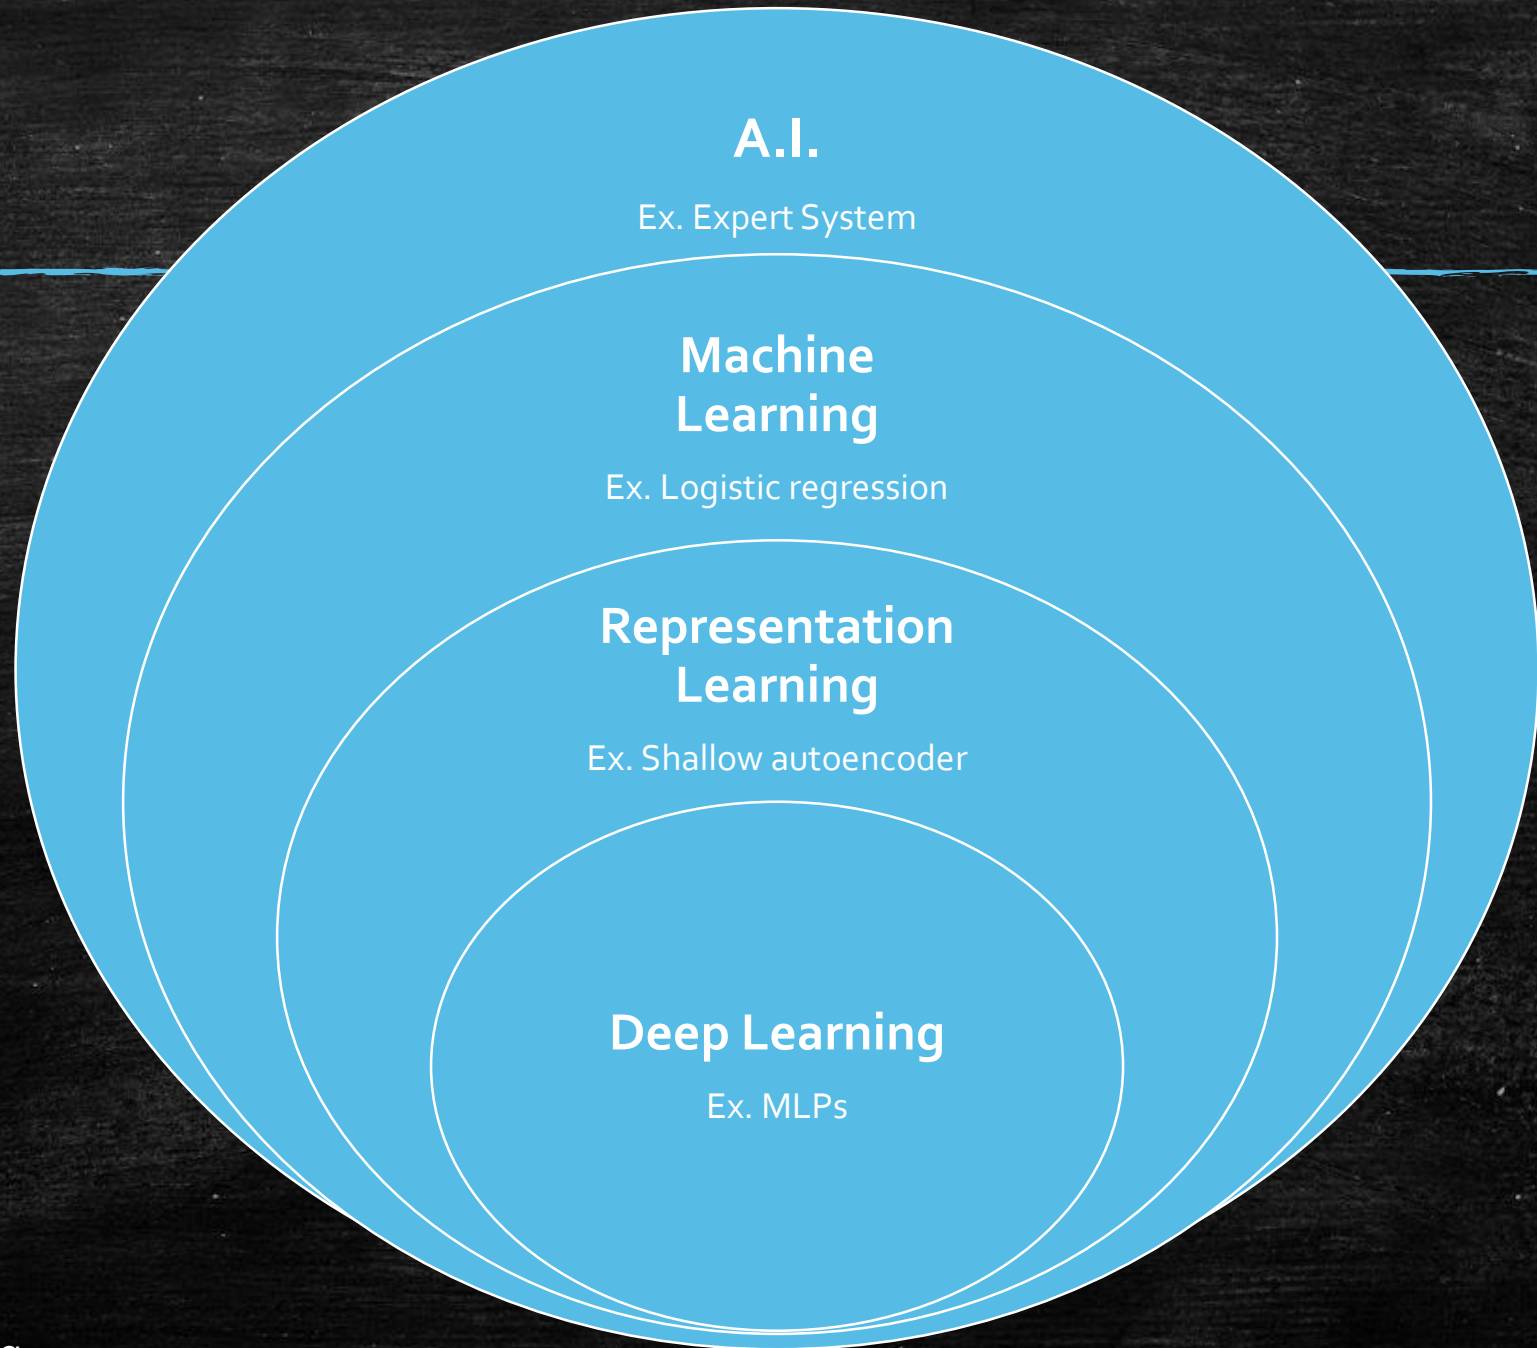 A.I.
Ex. Expert System
Machine
Learning
Ex. Logistic regression
Representation
Learning
Ex. Shallow autoencoder
Deep Learning
Ex. MLPs